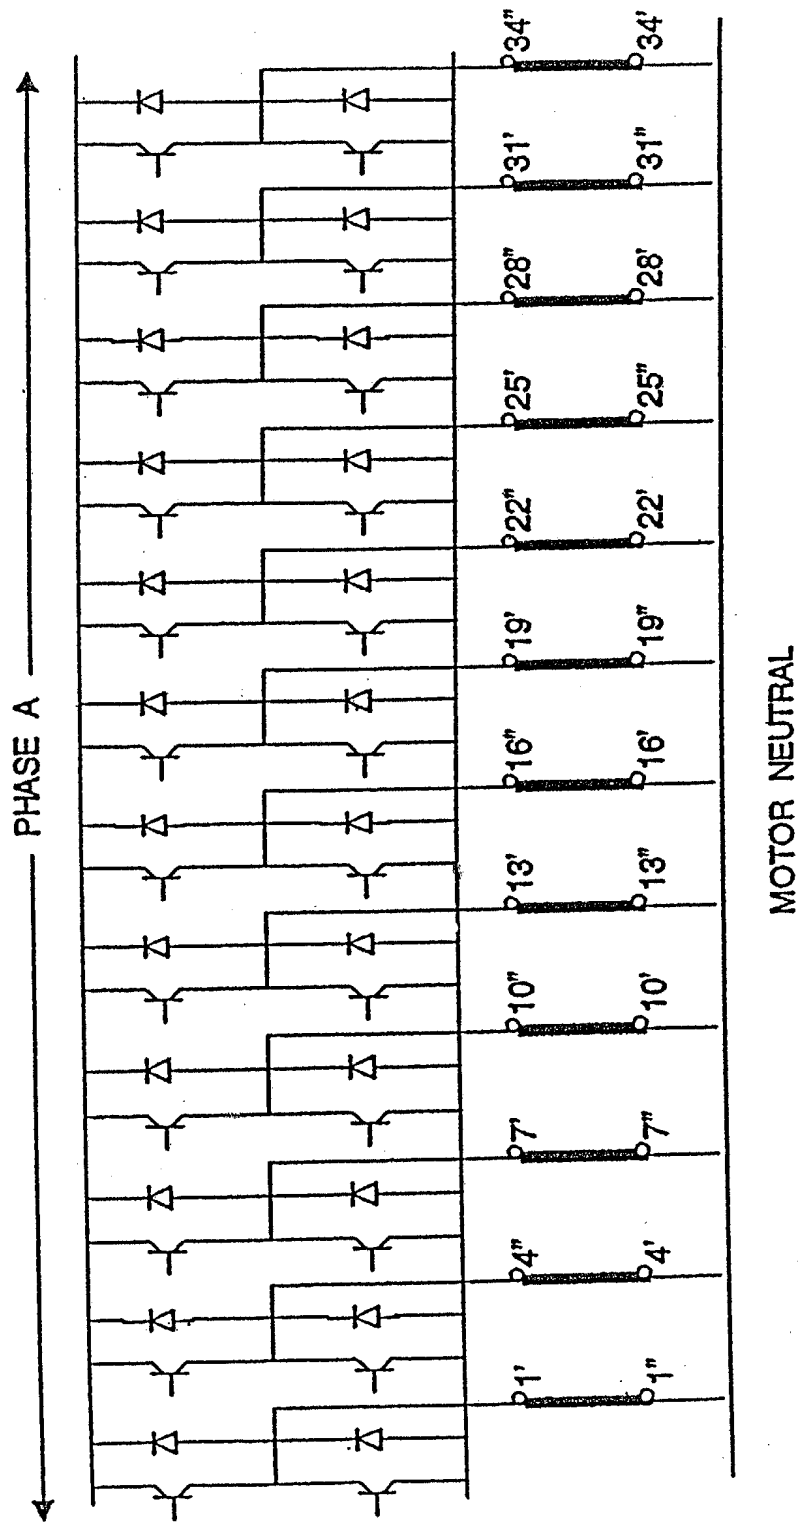 PHASE A
34" 31' 28" 25' 22" 19' 16" 13' 10" 7' 4" 1'
34' 31" 28' 25" 22' 19" 16' 13" 10' 7" 4' 1"
MOTOR NEUTRAL